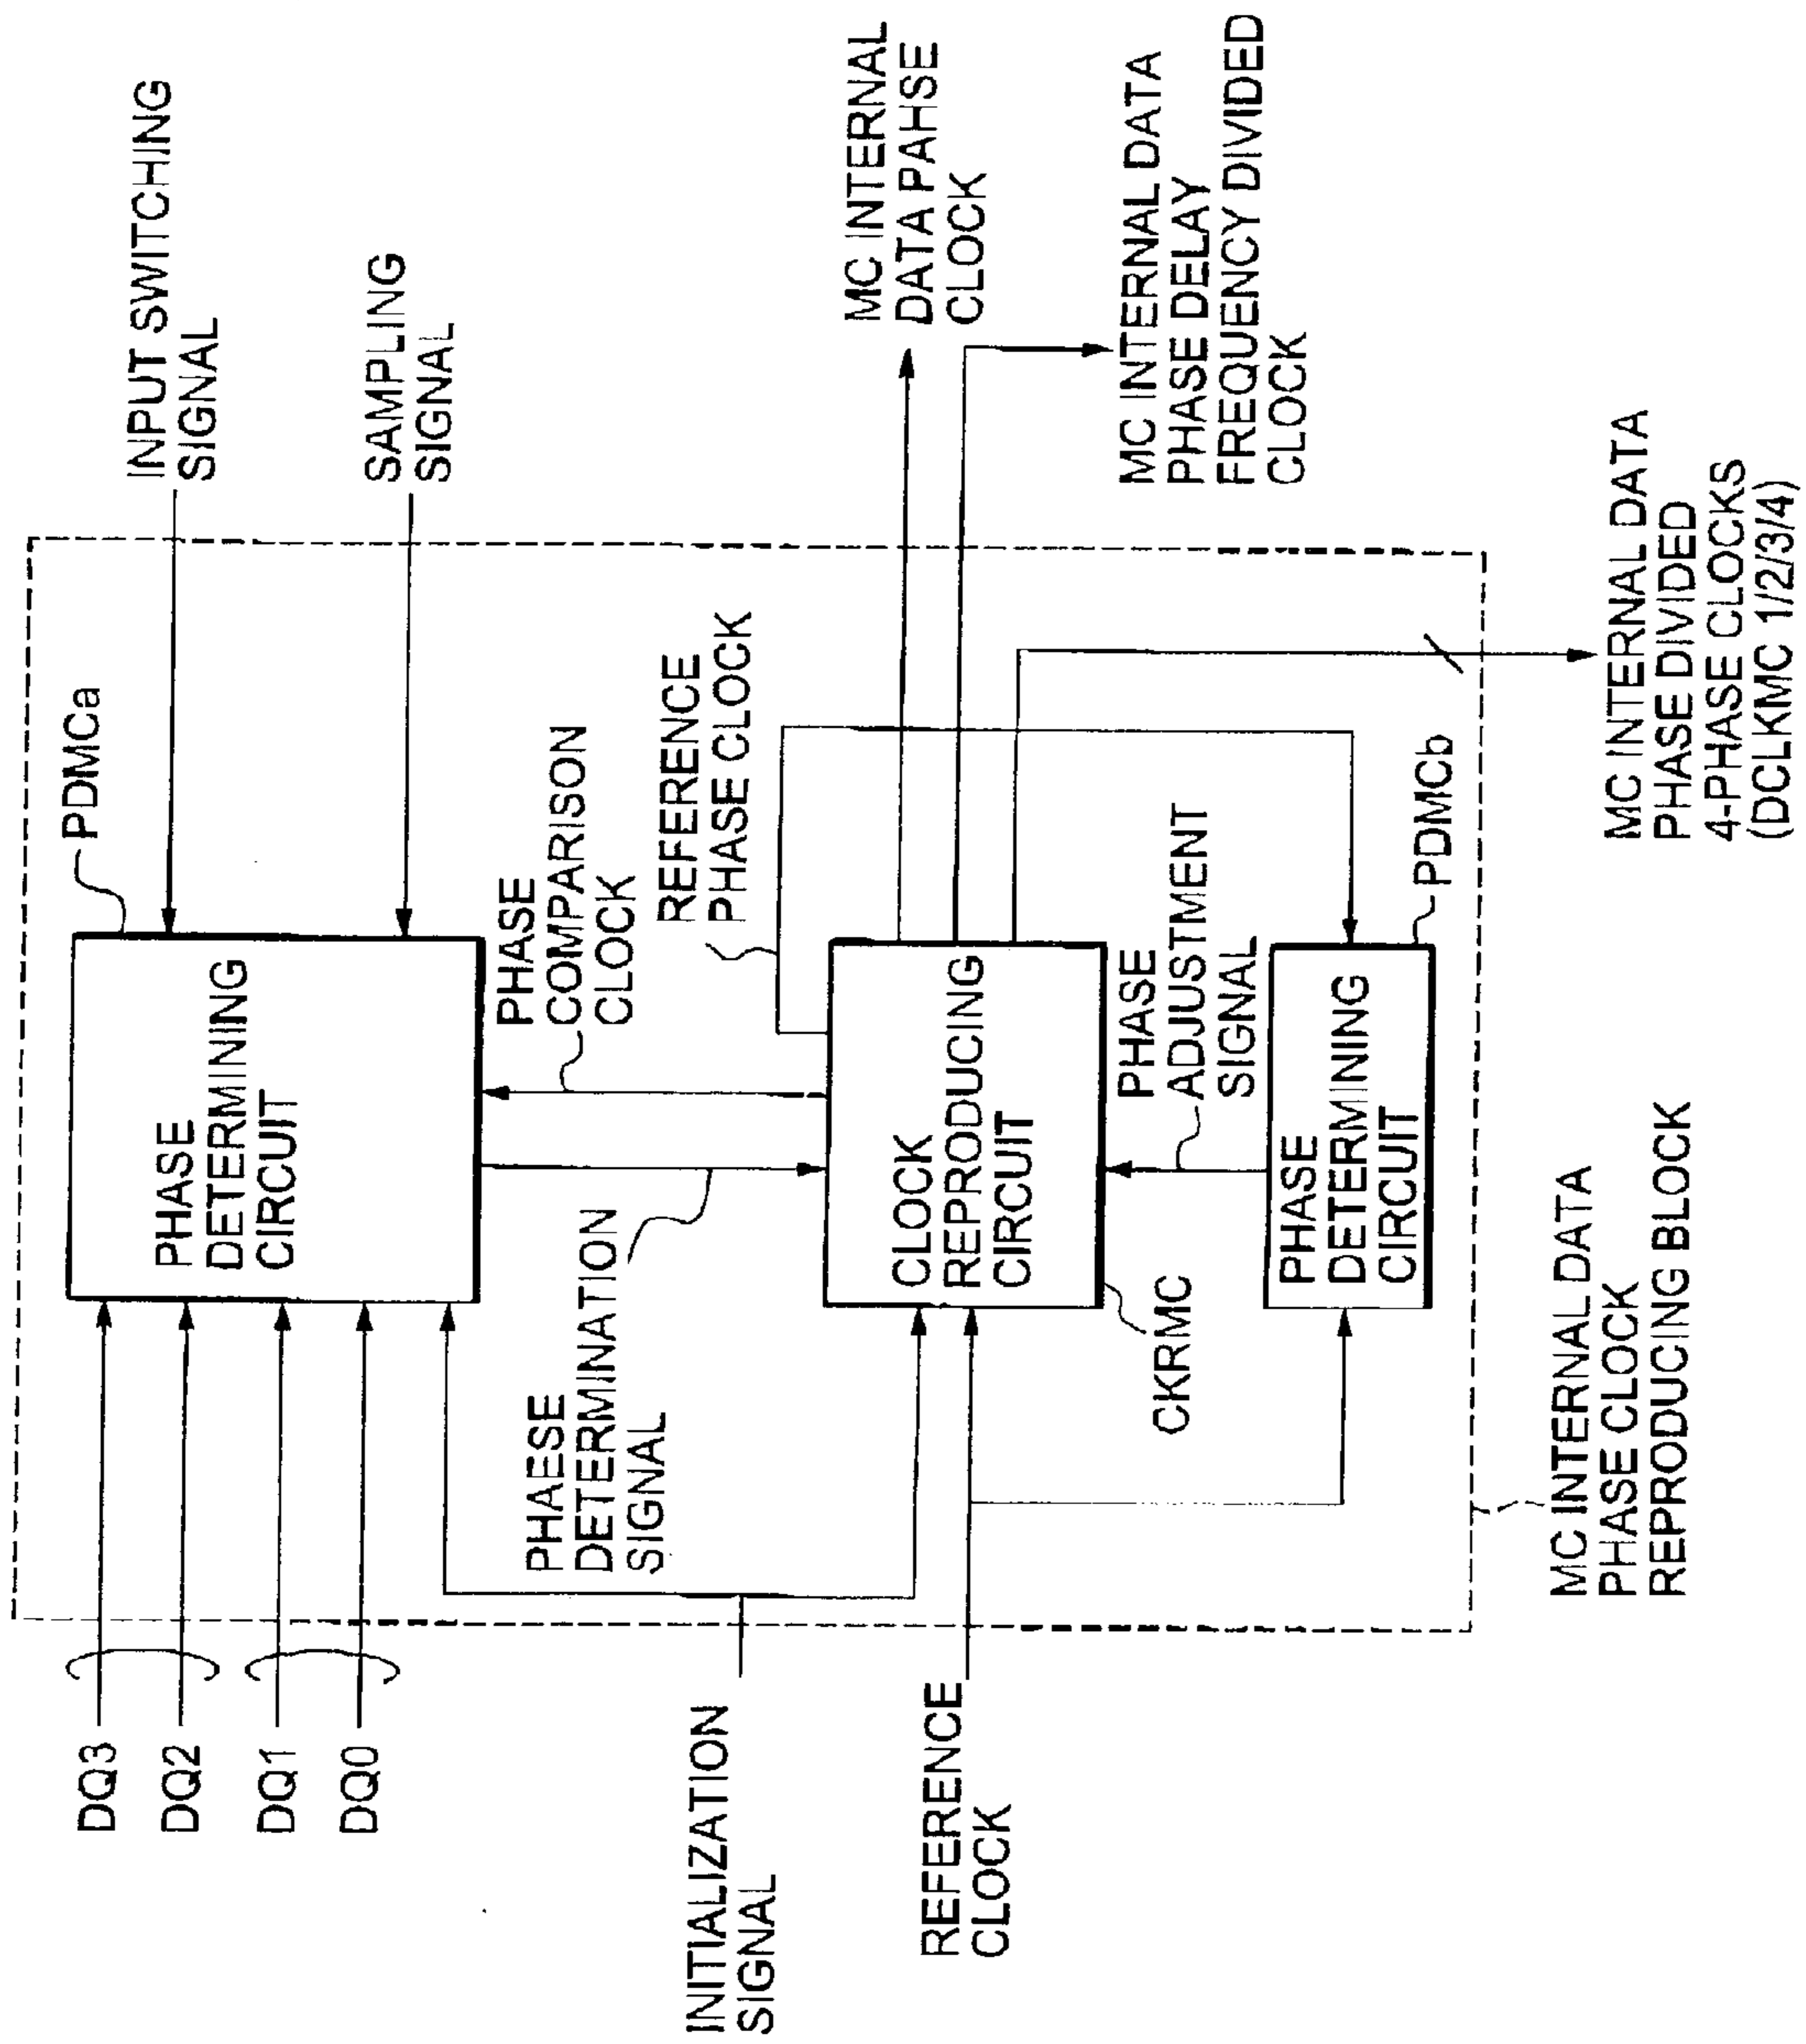 DQ3
DQ2
DQ1
DQ0
INITIALIZATION
SIGNAL
REFERENCE
CLOCK
PHASE
DETERMINING
CIRCUIT
PDMCa
INPUT SWITCHING
SIGNAL
SAMPLING
SIGNAL
PHAESE
DETERMINATION
SIGNAL
PHASE
COMPARISON
CLOCK
REFERENCE
PHASE CLOCK
CLOCK
REPRODUCING
CIRCUIT
CKRMC
PHASE
ADJUSTMENT
SIGNAL
PHASE
DETERMINING
CIRCUIT
PDMCb
MC INTERNAL
DATA PAHSE
CLOCK
MC INTERNAL DATA
PHASE DELAY
FREQUENCY DIVIDED
CLOCK
MC INTERNAL DATA
PHASE DIVIDED
4-PHASE CLOCKS
(DCLKMC 1/2/3/4)
MC INTERNAL DATA
PHASE CLOCK
REPRODUCING BLOCK